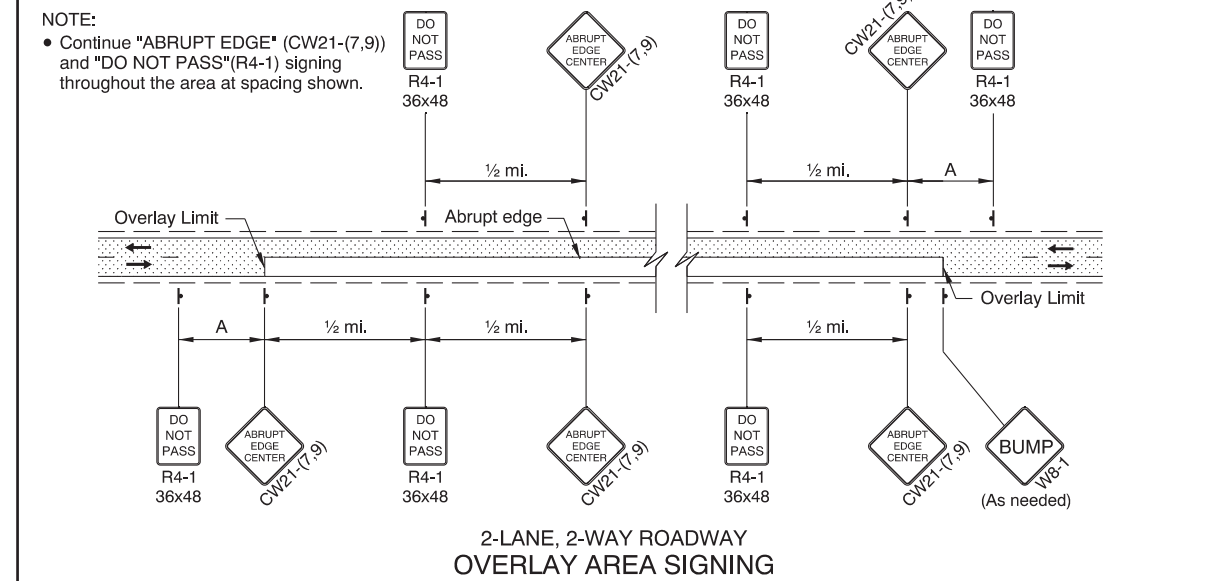 NOTE:
• Continue "ABRUPT EDGE" (CW21-(7,9))
and "DO NOT PASS"(R4-1) signing
throughout the area at spacing shown.
DO
NOT
PASS
R4-1
36x48
ABRUPT
EDGE
CENTER
CW21-(7,9)
DO
NOT
PASS
R4-1
36x48
CW21-(7,9)
ABRUPT
EDGE
CENTER
DO
NOT
PASS
R4-1
36x48
½ mi.
½ mi.
A
Overlay Limit
Abrupt edge
Overlay Limit
A
½ mi.
½ mi.
½ mi.
DO
NOT
PASS
R4-1
36x48
ABRUPT
EDGE
CENTER
CW21-(7,9)
DO
NOT
PASS
R4-1
36x48
ABRUPT
EDGE
CENTER
CW21-(7,9)
DO
NOT
PASS
R4-1
36x48
ABRUPT
EDGE
CENTER
CW21-(7,9)
BUMP
W8-1
(As needed)
2-LANE, 2-WAY ROADWAY
OVERLAY AREA SIGNING